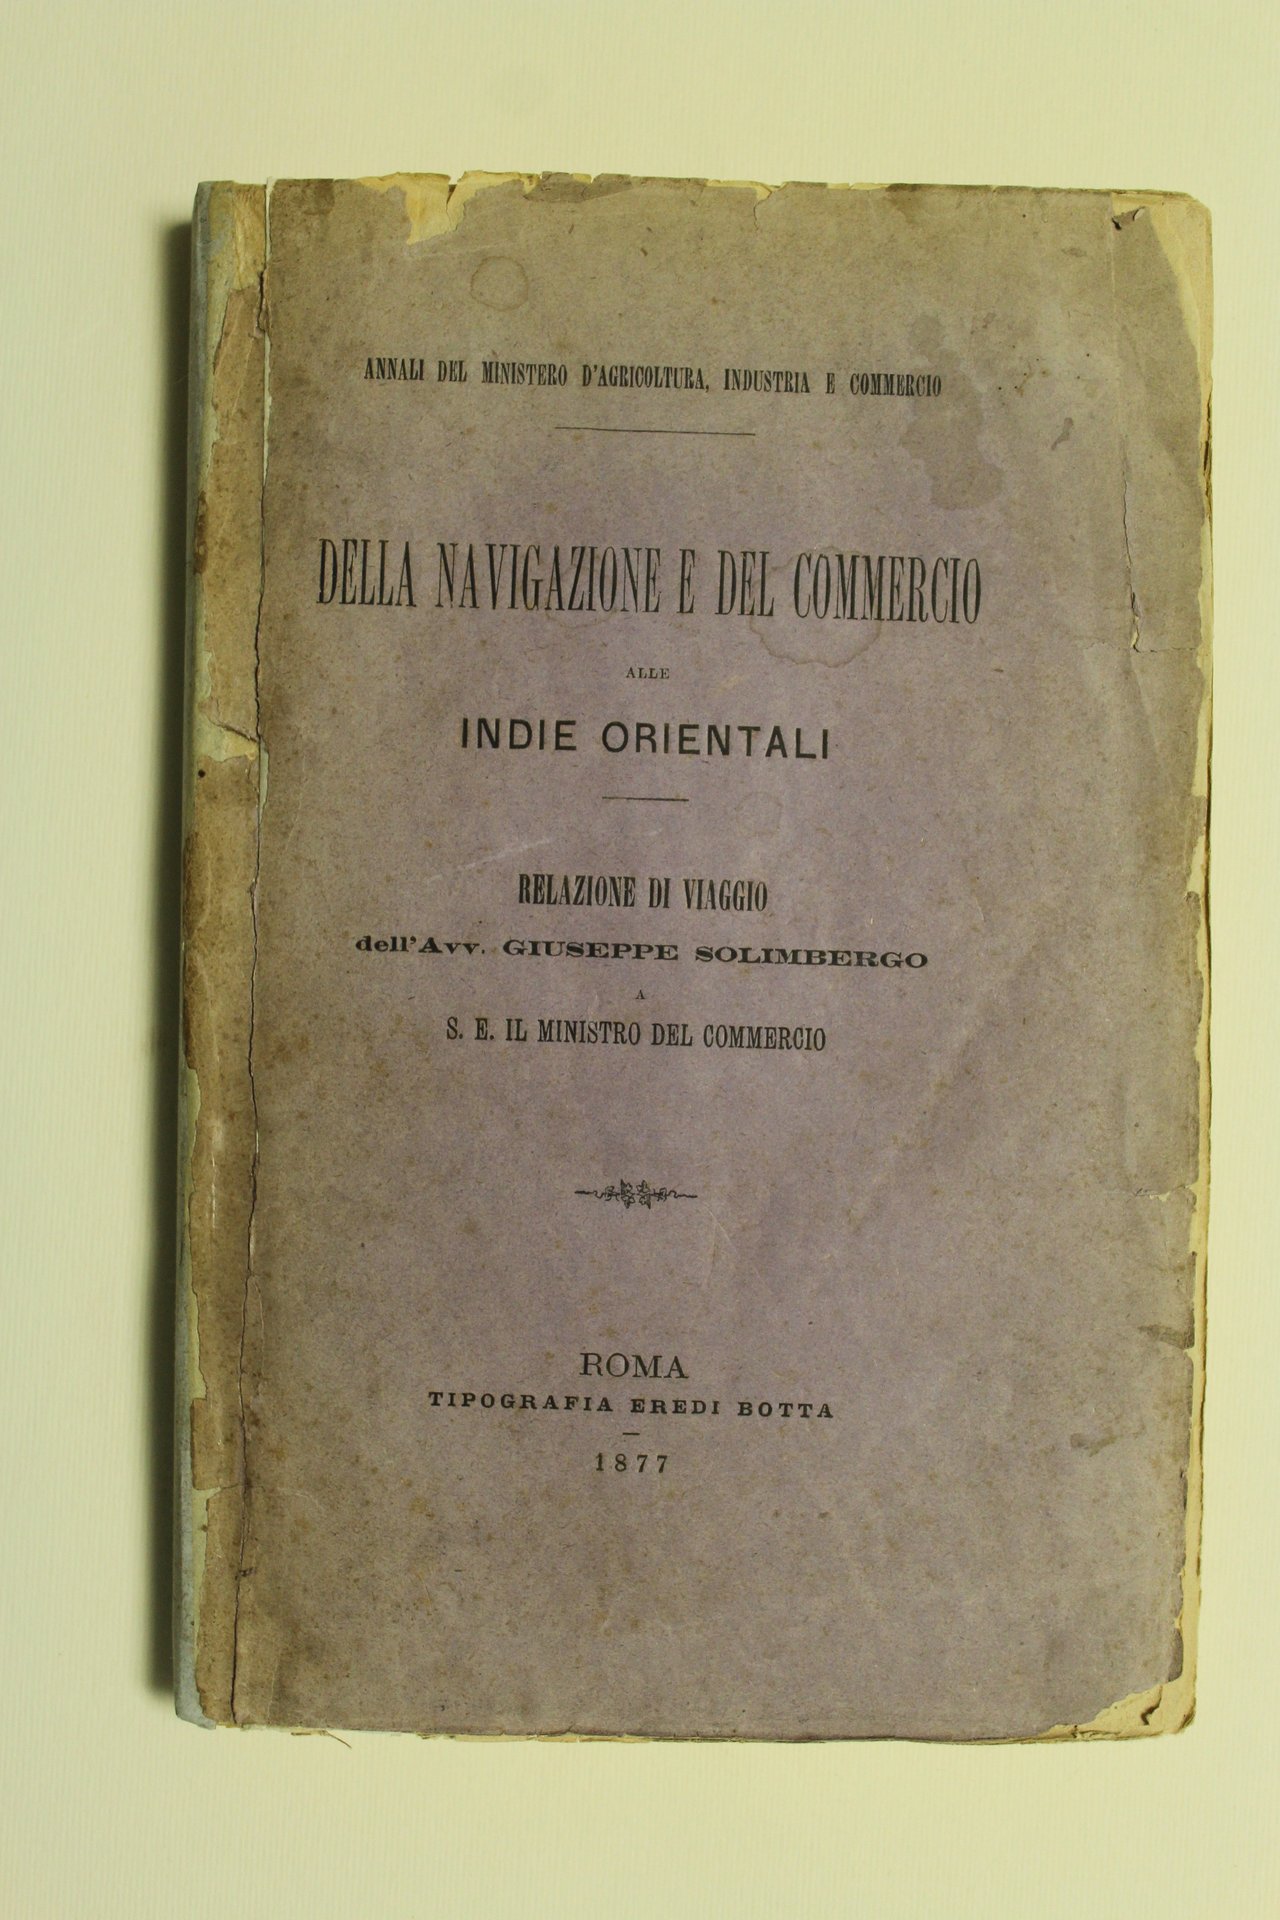 ANNALI DEL MINISTERO D'AGRICOLTURA, INDUSTRIA E COMMERCIO
DELLA NAVIGAZIONE E DEL COMMERCIO
ALLE
INDIE ORIENTALI
RELAZIONE DI VIAGGIO
dell'Avv. GIUSEPPE SOLIMBERGO
A
S. E. IL MINISTRO DEL COMMERCIO
ROMA
TIPOGRAFIA EREDI BOTTA
1877